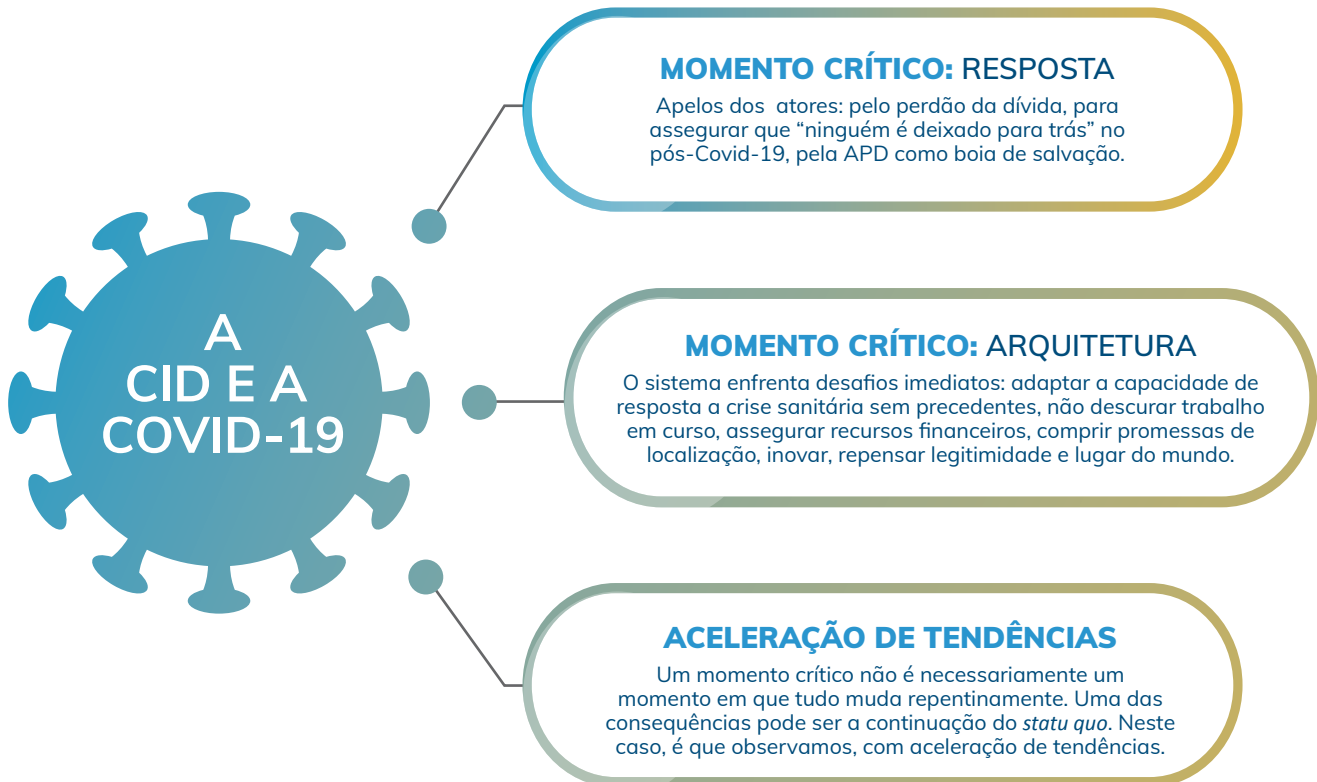 A
CID E A
COVID-19
MOMENTO CRÍTICO: RESPOSTA
Apelos dos atores: pelo perdão da dívida, para
assegurar que “ninguém é deixado para trás” no
pós-Covid-19, pela APD como boia de salvação.
MOMENTO CRÍTICO: ARQUITETURA
O sistema enfrenta desafios imediatos: adaptar a capacidade de
resposta a crise sanitária sem precedentes, não descurar trabalho
em curso, assegurar recursos financeiros, comprir promessas de
localização, inovar, repensar legitimidade e lugar do mundo.
ACELERAÇÃO DE TENDÊNCIAS
Um momento crítico não é necessariamente um
momento em que tudo muda repentinamente. Uma das
consequências pode ser a continuação do statu quo. Neste
caso, é que observamos, com aceleração de tendências.